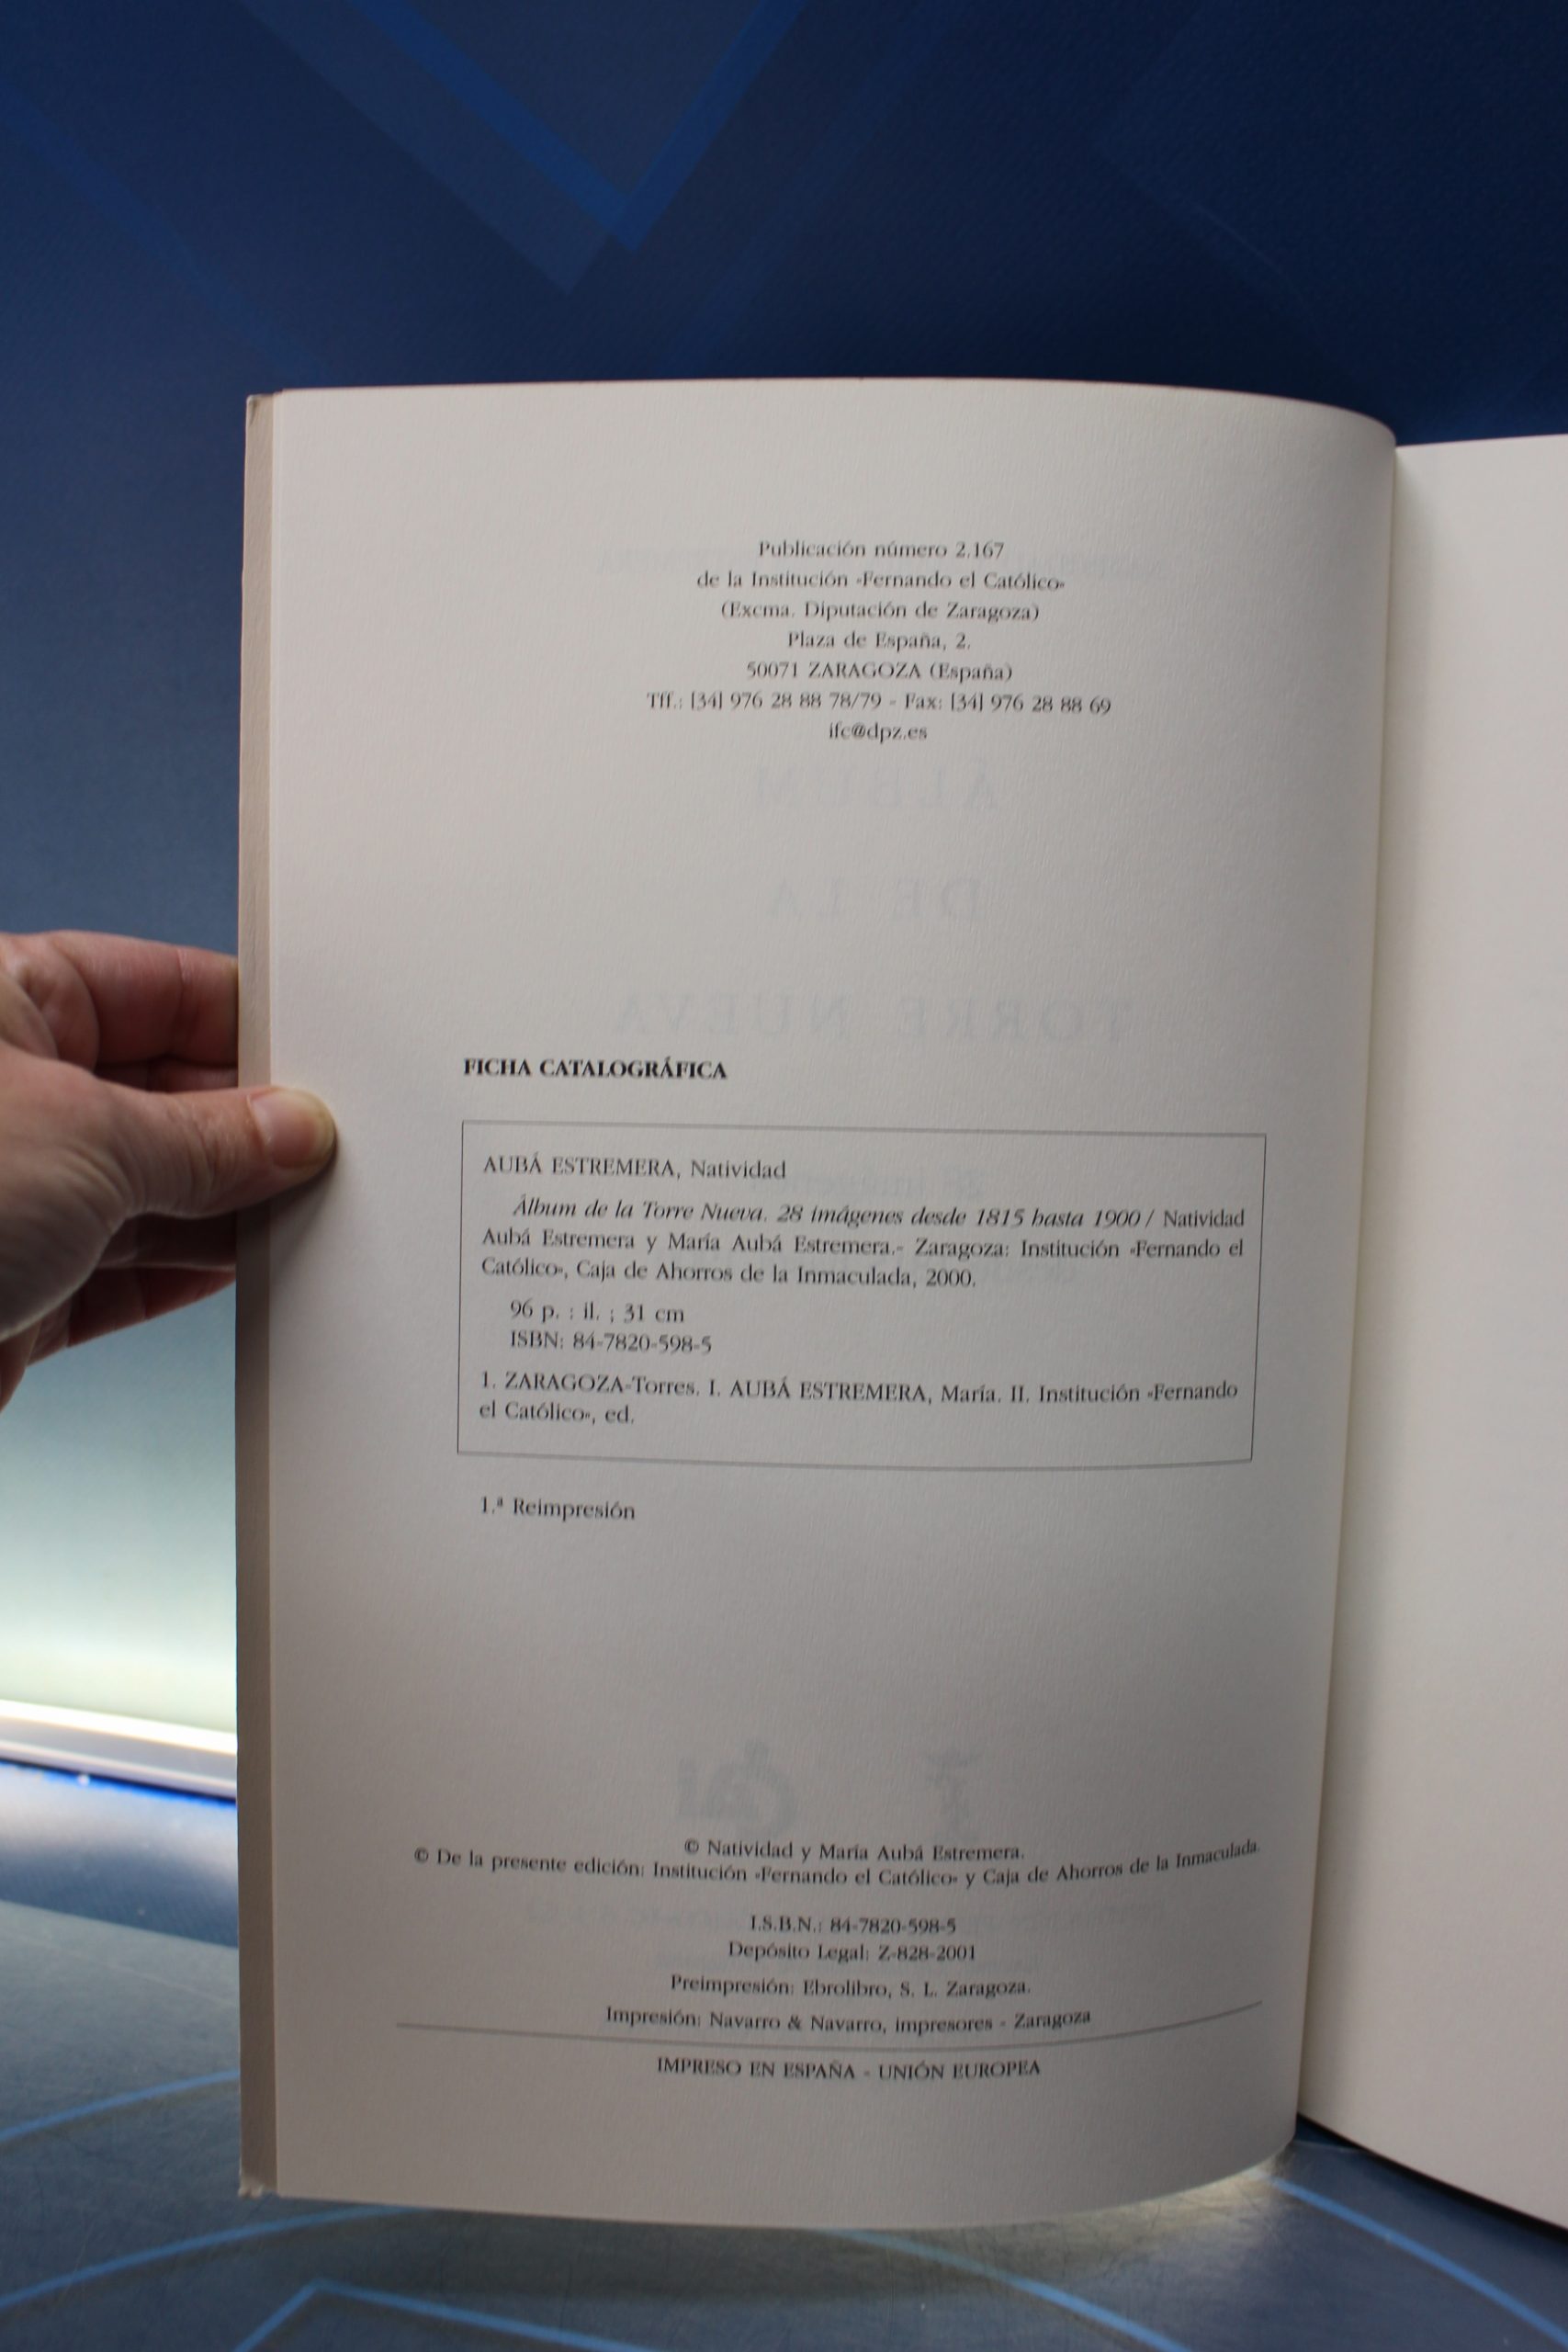 Publicación número 2.167
de la Institución «Fernando el Católico»
(Excma. Diputación de Zaragoza)
Plaza de España, 2.
50071 ZARAGOZA (España)
Tff.: [34] 976 28 88 78/79 - Fax: [34] 976 28 88 69
ifc@dpz.es
ÁLBUM
DE LA
TORRE NUEVA
FICHA CATALOGRÁFICA
AUBÁ ESTREMERA, Natividad
Álbum de la Torre Nueva. 28 imágenes desde 1815 hasta 1900 / Natividad
Aubá Estremera y María Aubá Estremera.- Zaragoza: Institución «Fernando el
Católico», Caja de Ahorros de la Inmaculada, 2000.
96 p. : il. ; 31 cm
ISBN: 84-7820-598-5
1. ZARAGOZA-Torres. I. AUBÁ ESTREMERA, María. II. Institución «Fernando
el Católico», ed.
1.ª Reimpresión
© Natividad y María Aubá Estremera.
© De la presente edición: Institución «Fernando el Católico» y Caja de Ahorros de la Inmaculada.
I.S.B.N.: 84-7820-598-5
Depósito Legal: Z-828-2001
Preimpresión: Ebrolibro, S. L. Zaragoza.
Impresión: Navarro & Navarro, impresores - Zaragoza
IMPRESO EN ESPAÑA - UNIÓN EUROPEA